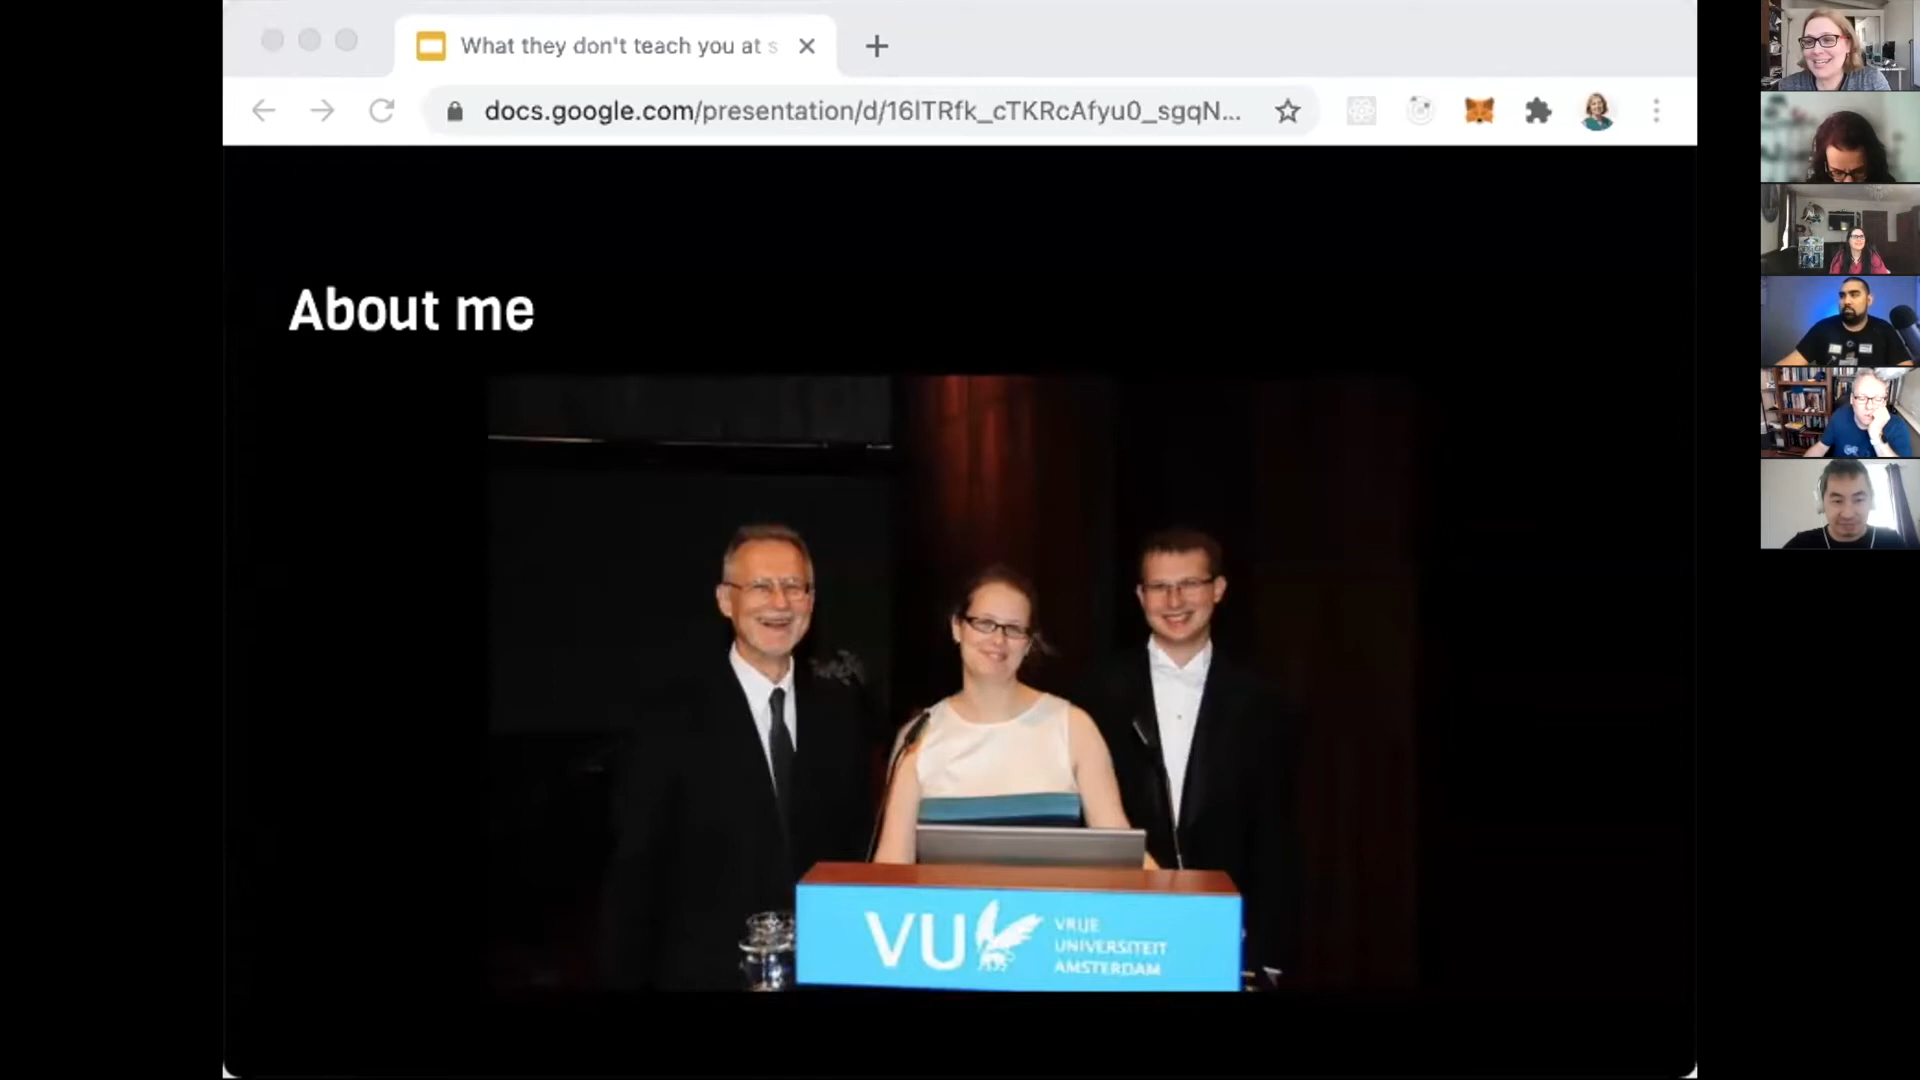 What they don't teach you at s
docs.google.com/presentation/d/16lTRfk_cTKRcAfyu0_sgqN...
About me
VU
VRIJE
UNIVERSITEIT
AMSTERDAM